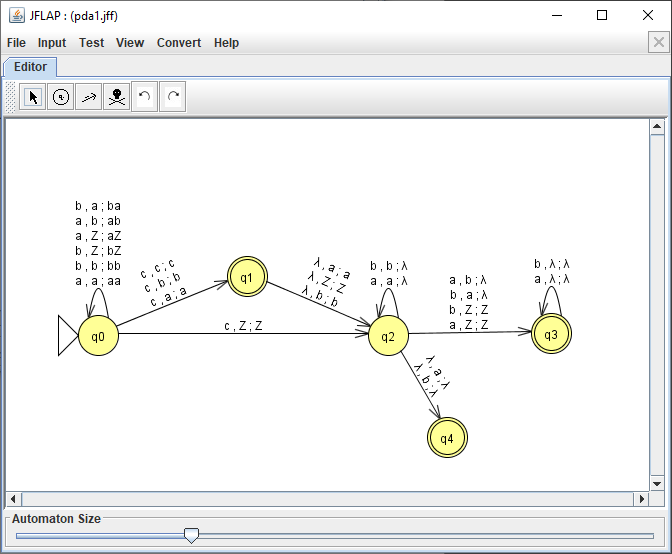 JFLAP : (pda1.jff)
File Input Test View Convert Help
Editor
b , a ; ba
a , b ; ab
a , Z ; aZ
b , Z ; bZ
b , b ; bb
a , a ; aa
c , c ; c
c , b ; b
c , a ; a
q1
λ , a ; a
λ , Z ; Z
λ , b ; b
b , b ; λ
a , a ; λ
a , b ; λ
b , a ; λ
b , Z ; Z
a , Z ; Z
b , λ ; λ
a , λ ; λ
q0
c , Z ; Z
q2
q3
λ , a ; λ
λ , b ; λ
q4
Automaton Size